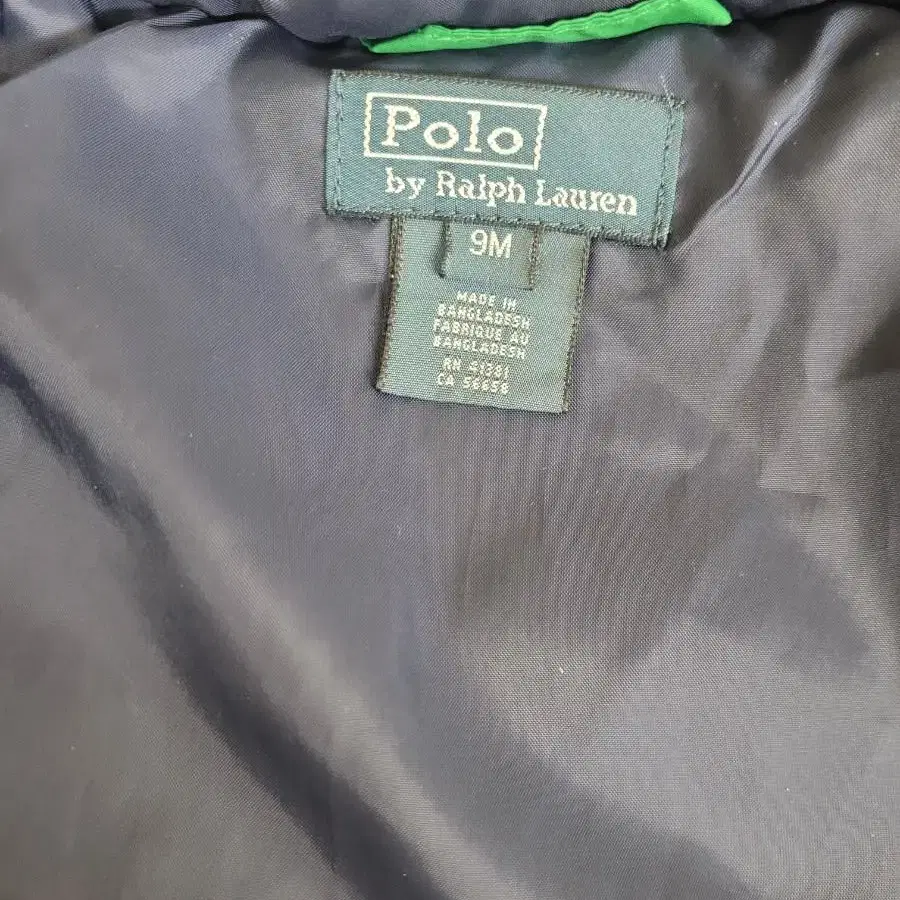 Polo
by Ralph Lauren
9M
MADE IN
BANGLADESH
FABRIQUE AU
BANGLADESH
RN 41381
CA 56658